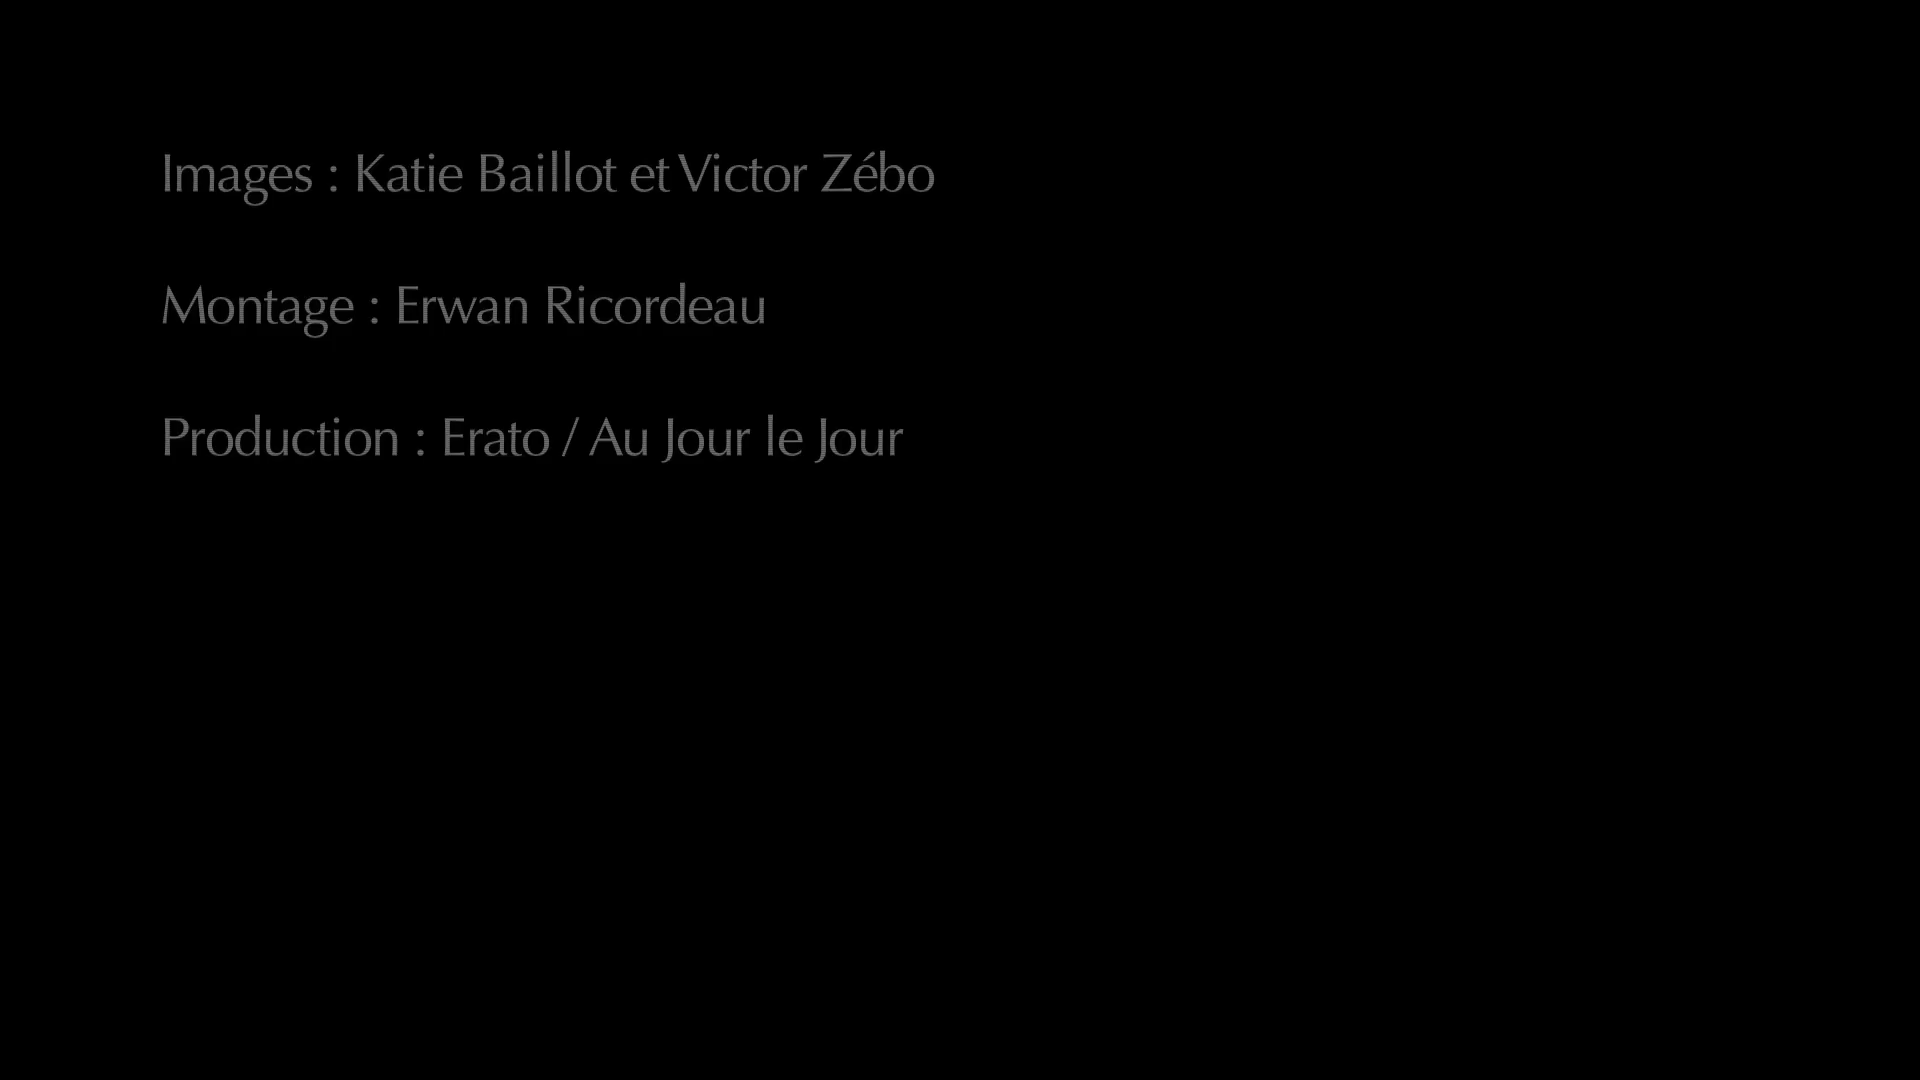 Images : Katie Baillot et Victor Zébo
Montage : Erwan Ricordeau
Production : Erato / Au Jour le Jour